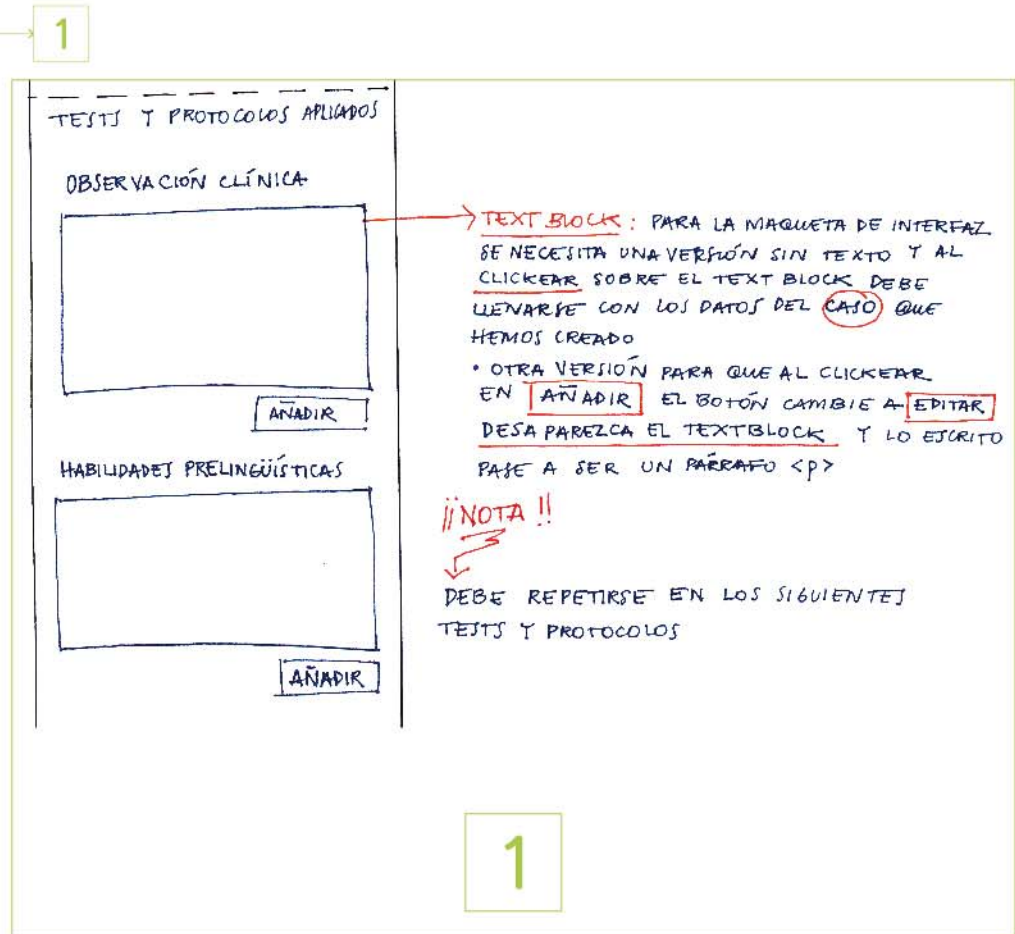 1
TESTS Y PROTOCOLOS APLICADOS
OBSERVACIÓN CLÍNICA
AÑADIR
HABILIDADES PRELINGÜÍSTICAS
AÑADIR
TEXT BLOCK: PARA LA MAQUETA DE INTERFAZ
SE NECESITA UNA VERSIÓN SIN TEXTO Y AL
CLICKEAR SOBRE EL TEXT BLOCK DEBE
LLENARSE CON LOS DATOS DEL CASO QUE
HEMOS CREADO
• OTRA VERSIÓN PARA QUE AL CLICKEAR
EN AÑADIR EL BOTÓN CAMBIE A EDITAR
DESAPAREZCA EL TEXTBLOCK Y LO ESCRITO
PASE A SER UN PÁRRAFO <p>
¡¡NOTA!!
DEBE REPETIRSE EN LOS SIGUIENTES
TESTS Y PROTOCOLOS
1